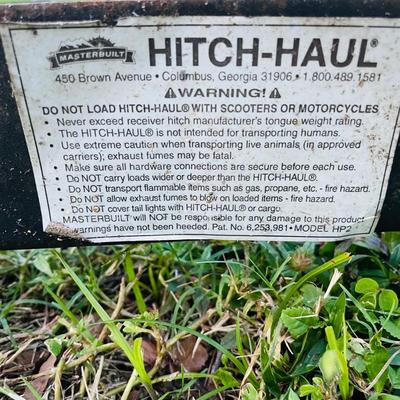 MASTERBUILT
HITCH-HAUL®
450 Brown Avenue • Columbus, Georgia 31906 • 1.800.489.1581
⚠WARNING!⚠
DO NOT LOAD HITCH-HAUL® WITH SCOOTERS OR MOTORCYCLES
• Never exceed receiver hitch manufacturer's tongue weight rating.
• The HITCH-HAUL® is not intended for transporting humans.
• Use extreme caution when transporting live animals (in approved
carriers); exhaust fumes may be fatal.
• Make sure all hardware connections are secure before each use.
• Do NOT carry loads wider or deeper than the HITCH-HAUL®.
• Do NOT transport flammable items such as gas, propane, etc. - fire hazard.
• Do NOT allow exhaust fumes to blow on loaded items - fire hazard.
• Do NOT cover tail lights with HITCH-HAUL® or cargo.
MASTERBUILT will NOT be responsible for any damage to this product
if warnings have not been heeded. Pat. No. 6,253,981 • MODEL HP2